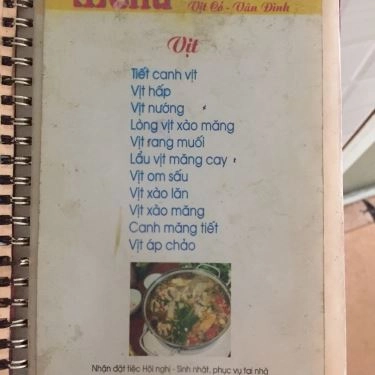 Menu
Vịt Cỏ - Vân Đình
Vịt
Tiết canh vịt
Vịt hấp
Vịt nướng
Lòng vịt xào măng
Vịt rang muối
Lẩu vịt măng cay
Vịt om sấu
Vịt xào lăn
Vịt xào măng
Canh măng tiết
Vịt áp chảo
Nhận đặt tiệc Hội nghị - Sinh nhật, phục vụ tại nhà